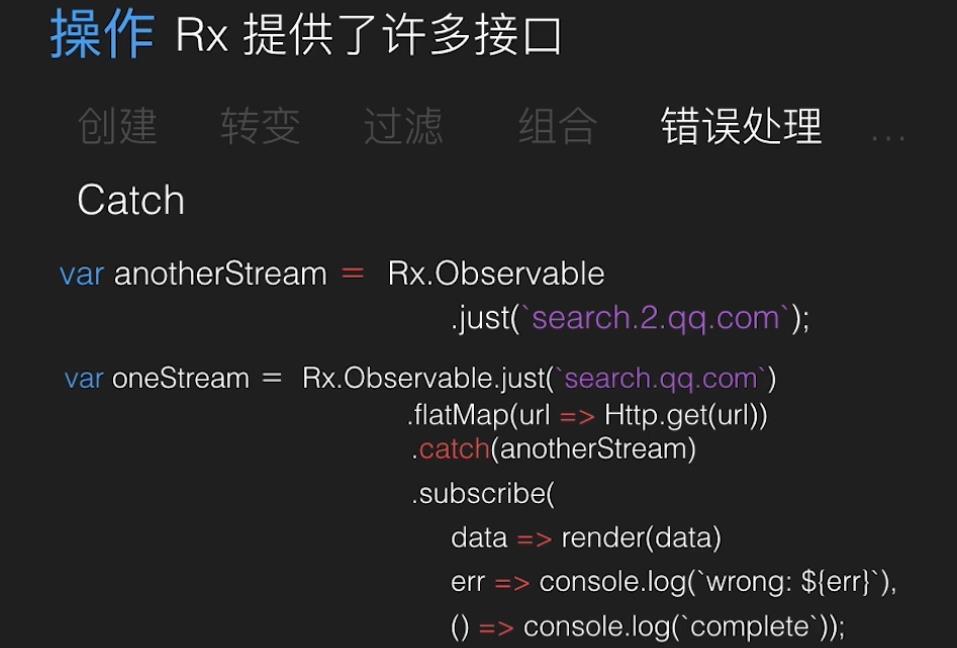 操作 Rx 提供了许多接口
创建 转变 过滤 组合 错误处理 ...
Catch
var anotherStream = Rx.Observable
.just(`search.2.qq.com`);
var oneStream = Rx.Observable.just(`search.qq.com`)
.flatMap(url => Http.get(url))
.catch(anotherStream)
.subscribe(
data => render(data)
err => console.log(`wrong: ${err}`),
() => console.log(`complete`));